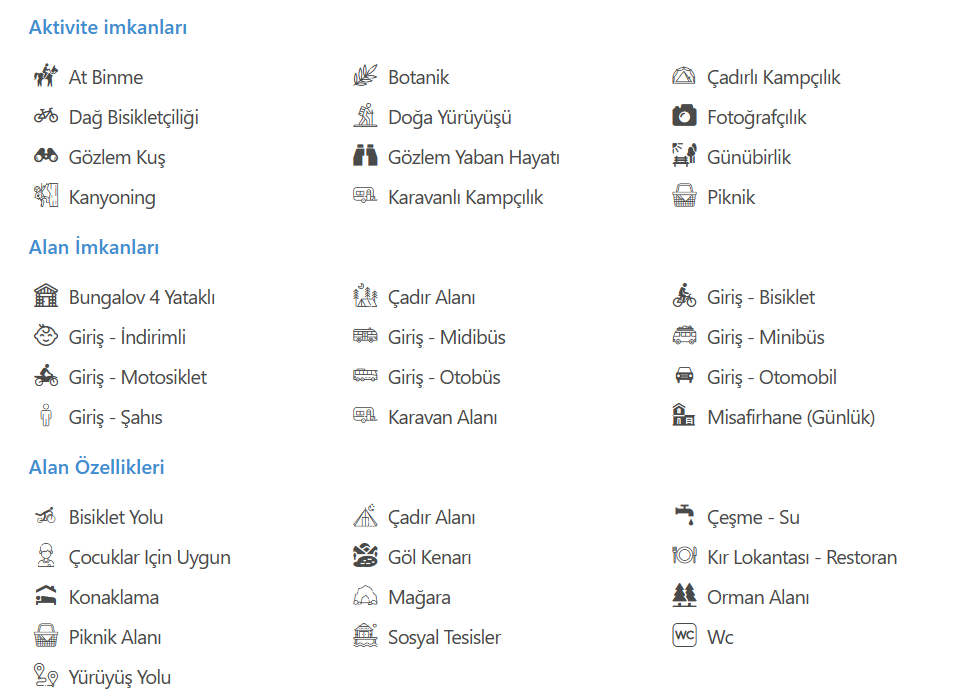 Aktivite imkanları
At Binme Botanik Çadırlı Kampçılık
Dağ Bisikletçiliği Doğa Yürüyüşü Fotoğrafçılık
Gözlem Kuş Gözlem Yaban Hayatı Günübirlik
Kanyoning Karavanlı Kampçılık Piknik
Alan İmkanları
Bungalov 4 Yataklı Çadır Alanı Giriş - Bisiklet
Giriş - İndirimli Giriş - Midibüs Giriş - Minibüs
Giriş - Motosiklet Giriş - Otobüs Giriş - Otomobil
Giriş - Şahıs Karavan Alanı Misafirhane (Günlük)
Alan Özellikleri
Bisiklet Yolu Çadır Alanı Çeşme - Su
Çocuklar Için Uygun Göl Kenarı Kır Lokantası - Restoran
Konaklama Mağara Orman Alanı
Piknik Alanı Sosyal Tesisler WC Wc
Yürüyüş Yolu